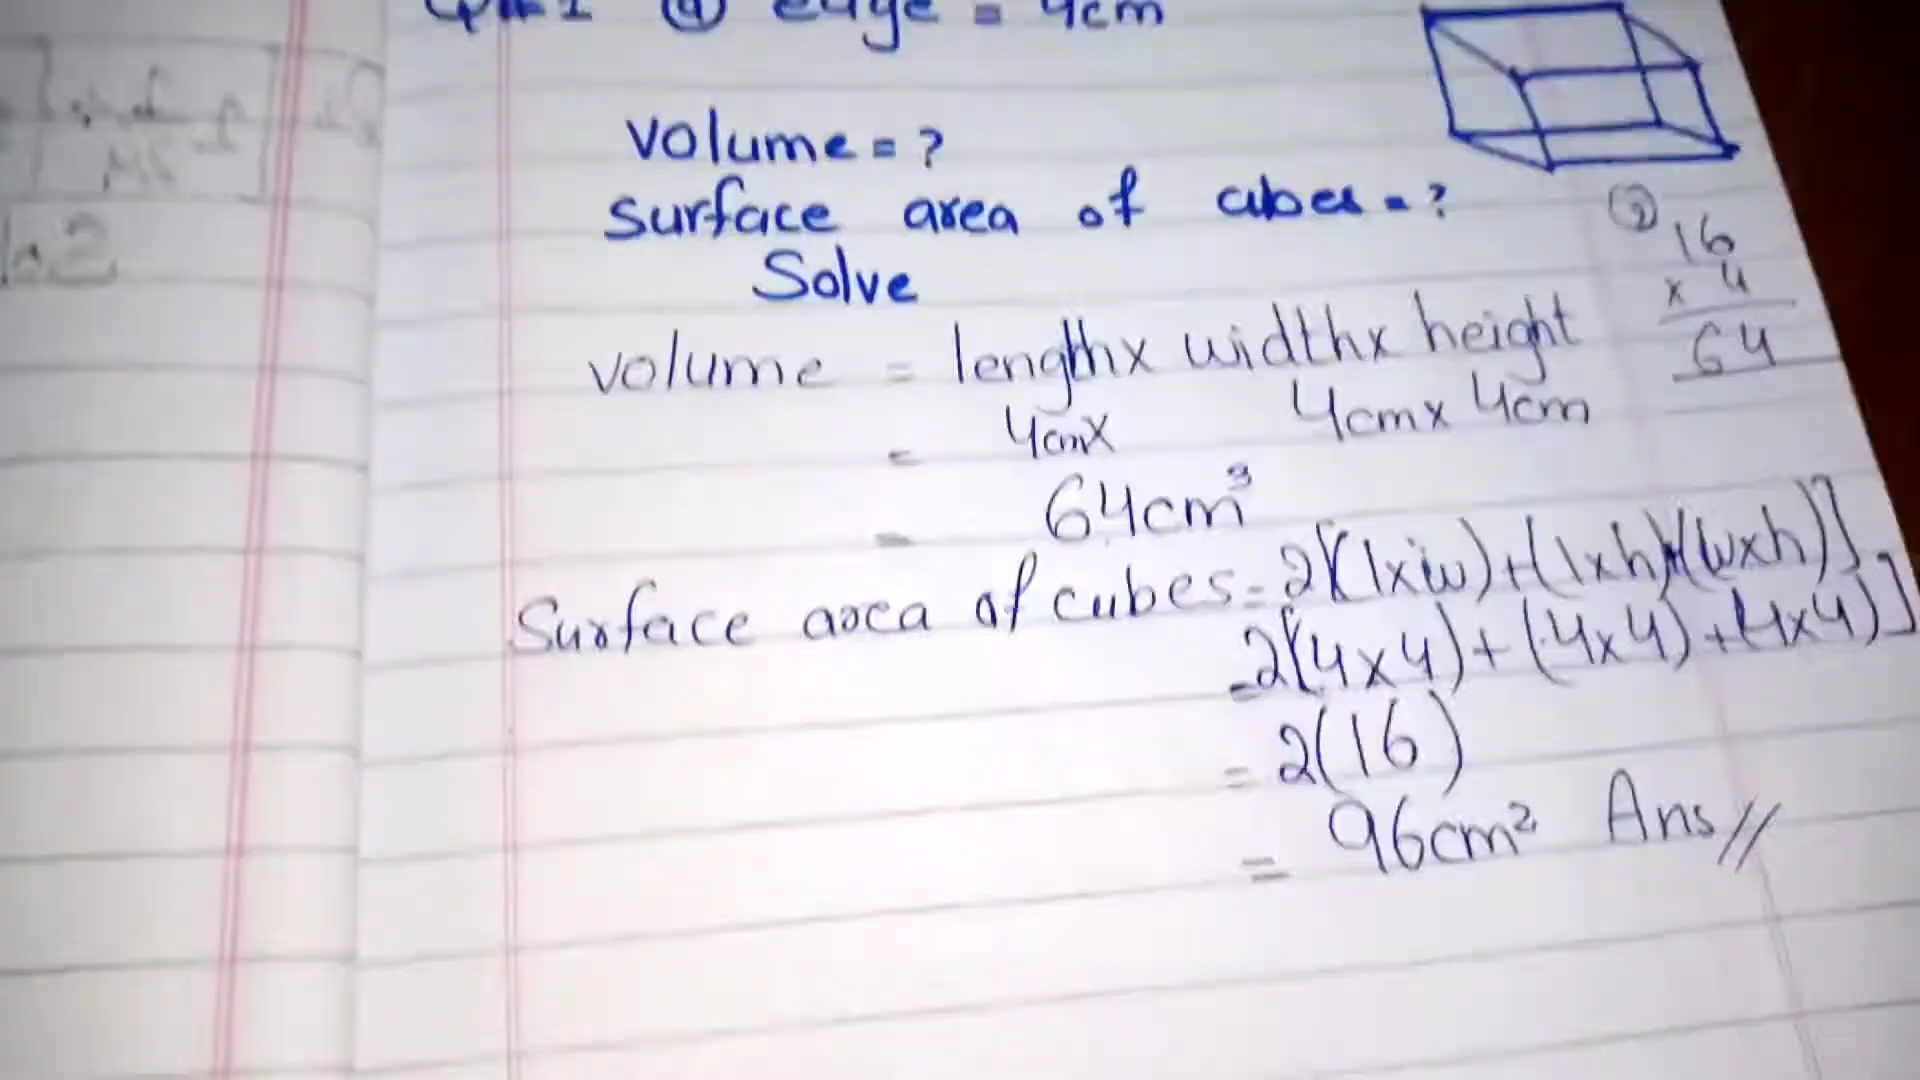 edge = 4cm
volume = ?
surface area of cubes = ?
Solve
volume = length x width x height
= 4cm x 4cm x 4cm
= 64cm³
Surface area of cubes = 2[(l x w) + (l x h) + (w x h)]
= 2[(4 x 4) + (4 x 4) + (4 x 4)]
= 2(16)
= 96cm² Ans //
② 16
x 4
64